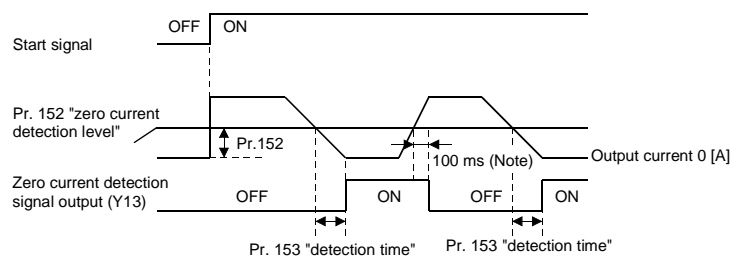 OFF ON
Start signal
Pr. 152 "zero current
detection level"
Pr.152
100 ms (Note)
Output current 0 [A]
Zero current detection
signal output (Y13)
OFF ON OFF ON
Pr. 153 "detection time"
Pr. 153 "detection time"